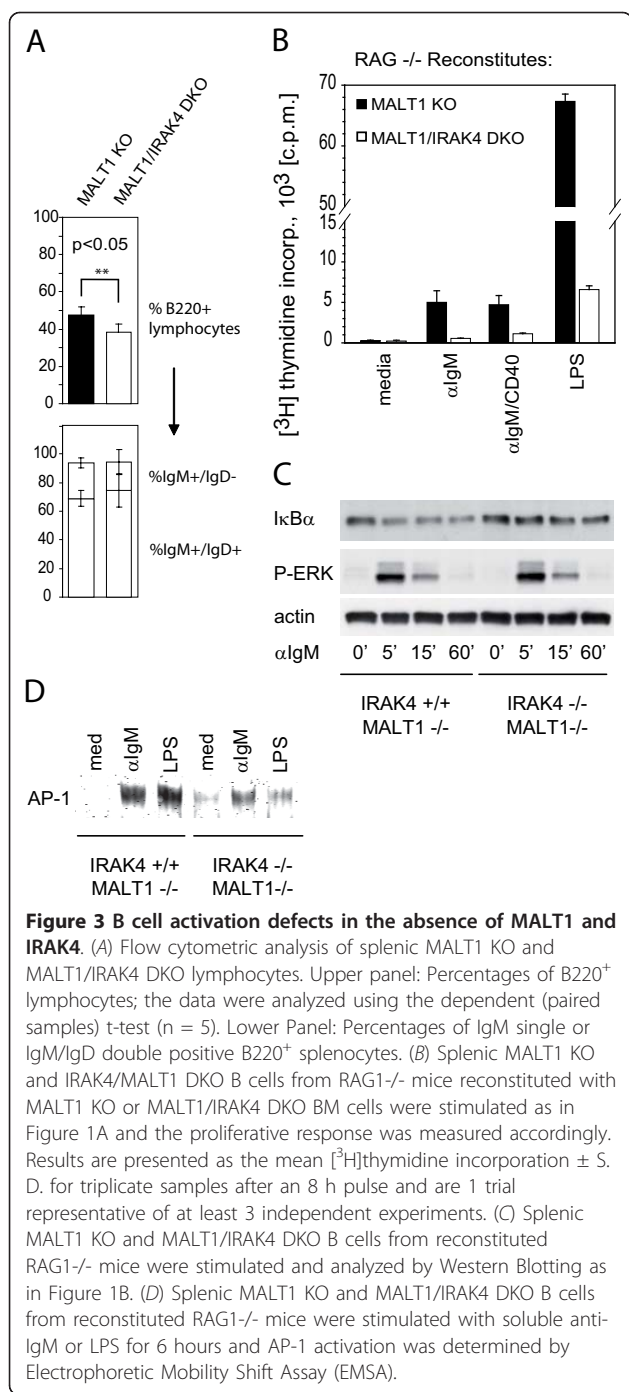 A
MALT1 KO
MALT1/IRAK4 DKO
100
80
60
40
20
0
p<0.05
**
% B220+
lymphocytes
100
80
60
40
20
0
%IgM+/IgD-
%IgM+/IgD+
B
RAG -/- Reconstitutes:
MALT1 KO
MALT1/IRAK4 DKO
[³H] thymidine incorp., 10³ [c.p.m.]
70
60
50
15
10
5
0
media
αIgM
αIgM/CD40
LPS
C
IκBα
P-ERK
actin
αIgM 0' 5' 15' 60' 0' 5' 15' 60'
IRAK4 +/+ IRAK4 -/-
MALT1 -/- MALT1-/-
D
med αIgM LPS med αIgM LPS
AP-1
IRAK4 +/+ IRAK4 -/-
MALT1 -/- MALT1-/-
Figure 3 B cell activation defects in the absence of MALT1 and
IRAK4. (A) Flow cytometric analysis of splenic MALT1 KO and
MALT1/IRAK4 DKO lymphocytes. Upper panel: Percentages of B220⁺
lymphocytes; the data were analyzed using the dependent (paired
samples) t-test (n = 5). Lower Panel: Percentages of IgM single or
IgM/IgD double positive B220⁺ splenocytes. (B) Splenic MALT1 KO
and IRAK4/MALT1 DKO B cells from RAG1-/- mice reconstituted with
MALT1 KO or MALT1/IRAK4 DKO BM cells were stimulated as in
Figure 1A and the proliferative response was measured accordingly.
Results are presented as the mean [³H]thymidine incorporation ± S.
D. for triplicate samples after an 8 h pulse and are 1 trial
representative of at least 3 independent experiments. (C) Splenic
MALT1 KO and MALT1/IRAK4 DKO B cells from reconstituted
RAG1-/- mice were stimulated and analyzed by Western Blotting as
in Figure 1B. (D) Splenic MALT1 KO and MALT1/IRAK4 DKO B cells
from reconstituted RAG1-/- mice were stimulated with soluble anti-
IgM or LPS for 6 hours and AP-1 activation was determined by
Electrophoretic Mobility Shift Assay (EMSA).